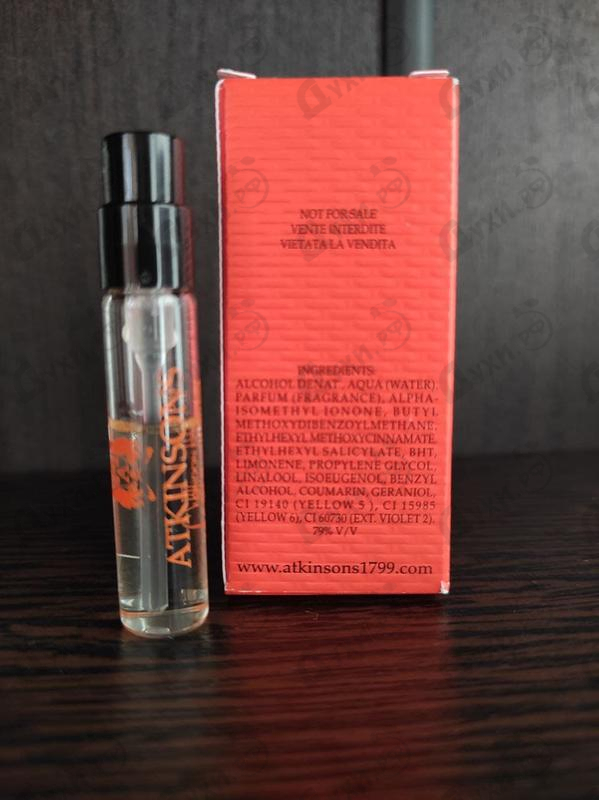 NOT FOR SALE
VENTE INTERDITE
VIETATA LA VENDITA
INGREDIENTS:
ALCOHOL DENAT., AQUA (WATER),
PARFUM (FRAGRANCE), ALPHA-
ISOMETHYL IONONE, BUTYL
METHOXYDIBENZOYLMETHANE,
ETHYLHEXYL METHOXYCINNAMATE,
ETHYLHEXYL SALICYLATE, BHT,
LIMONENE, PROPYLENE GLYCOL,
LINALOOL, ISOEUGENOL, BENZYL
ALCOHOL, COUMARIN, GERANIOL,
CI 19140 (YELLOW 5 ), CI 15985
(YELLOW 6), CI 60730 (EXT. VIOLET 2).
79% V/V
www.atkinsons1799.com
ATKINSONS